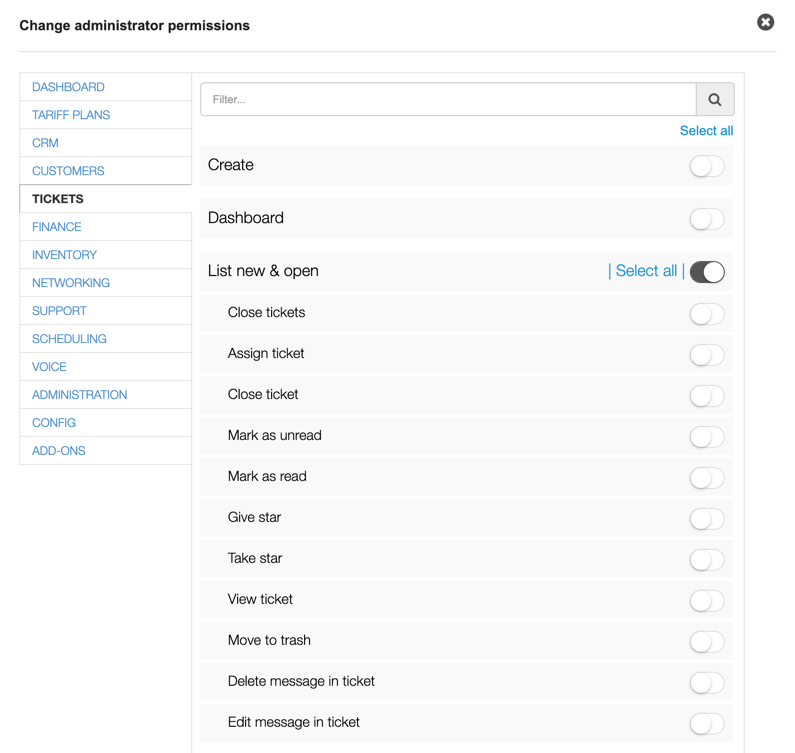 Change administrator permissions
DASHBOARD
TARIFF PLANS
CRM
CUSTOMERS
TICKETS
FINANCE
INVENTORY
NETWORKING
SUPPORT
SCHEDULING
VOICE
ADMINISTRATION
CONFIG
ADD-ONS
Filter...
Select all
Create
Dashboard
List new & open | Select all |
Close tickets
Assign ticket
Close ticket
Mark as unread
Mark as read
Give star
Take star
View ticket
Move to trash
Delete message in ticket
Edit message in ticket